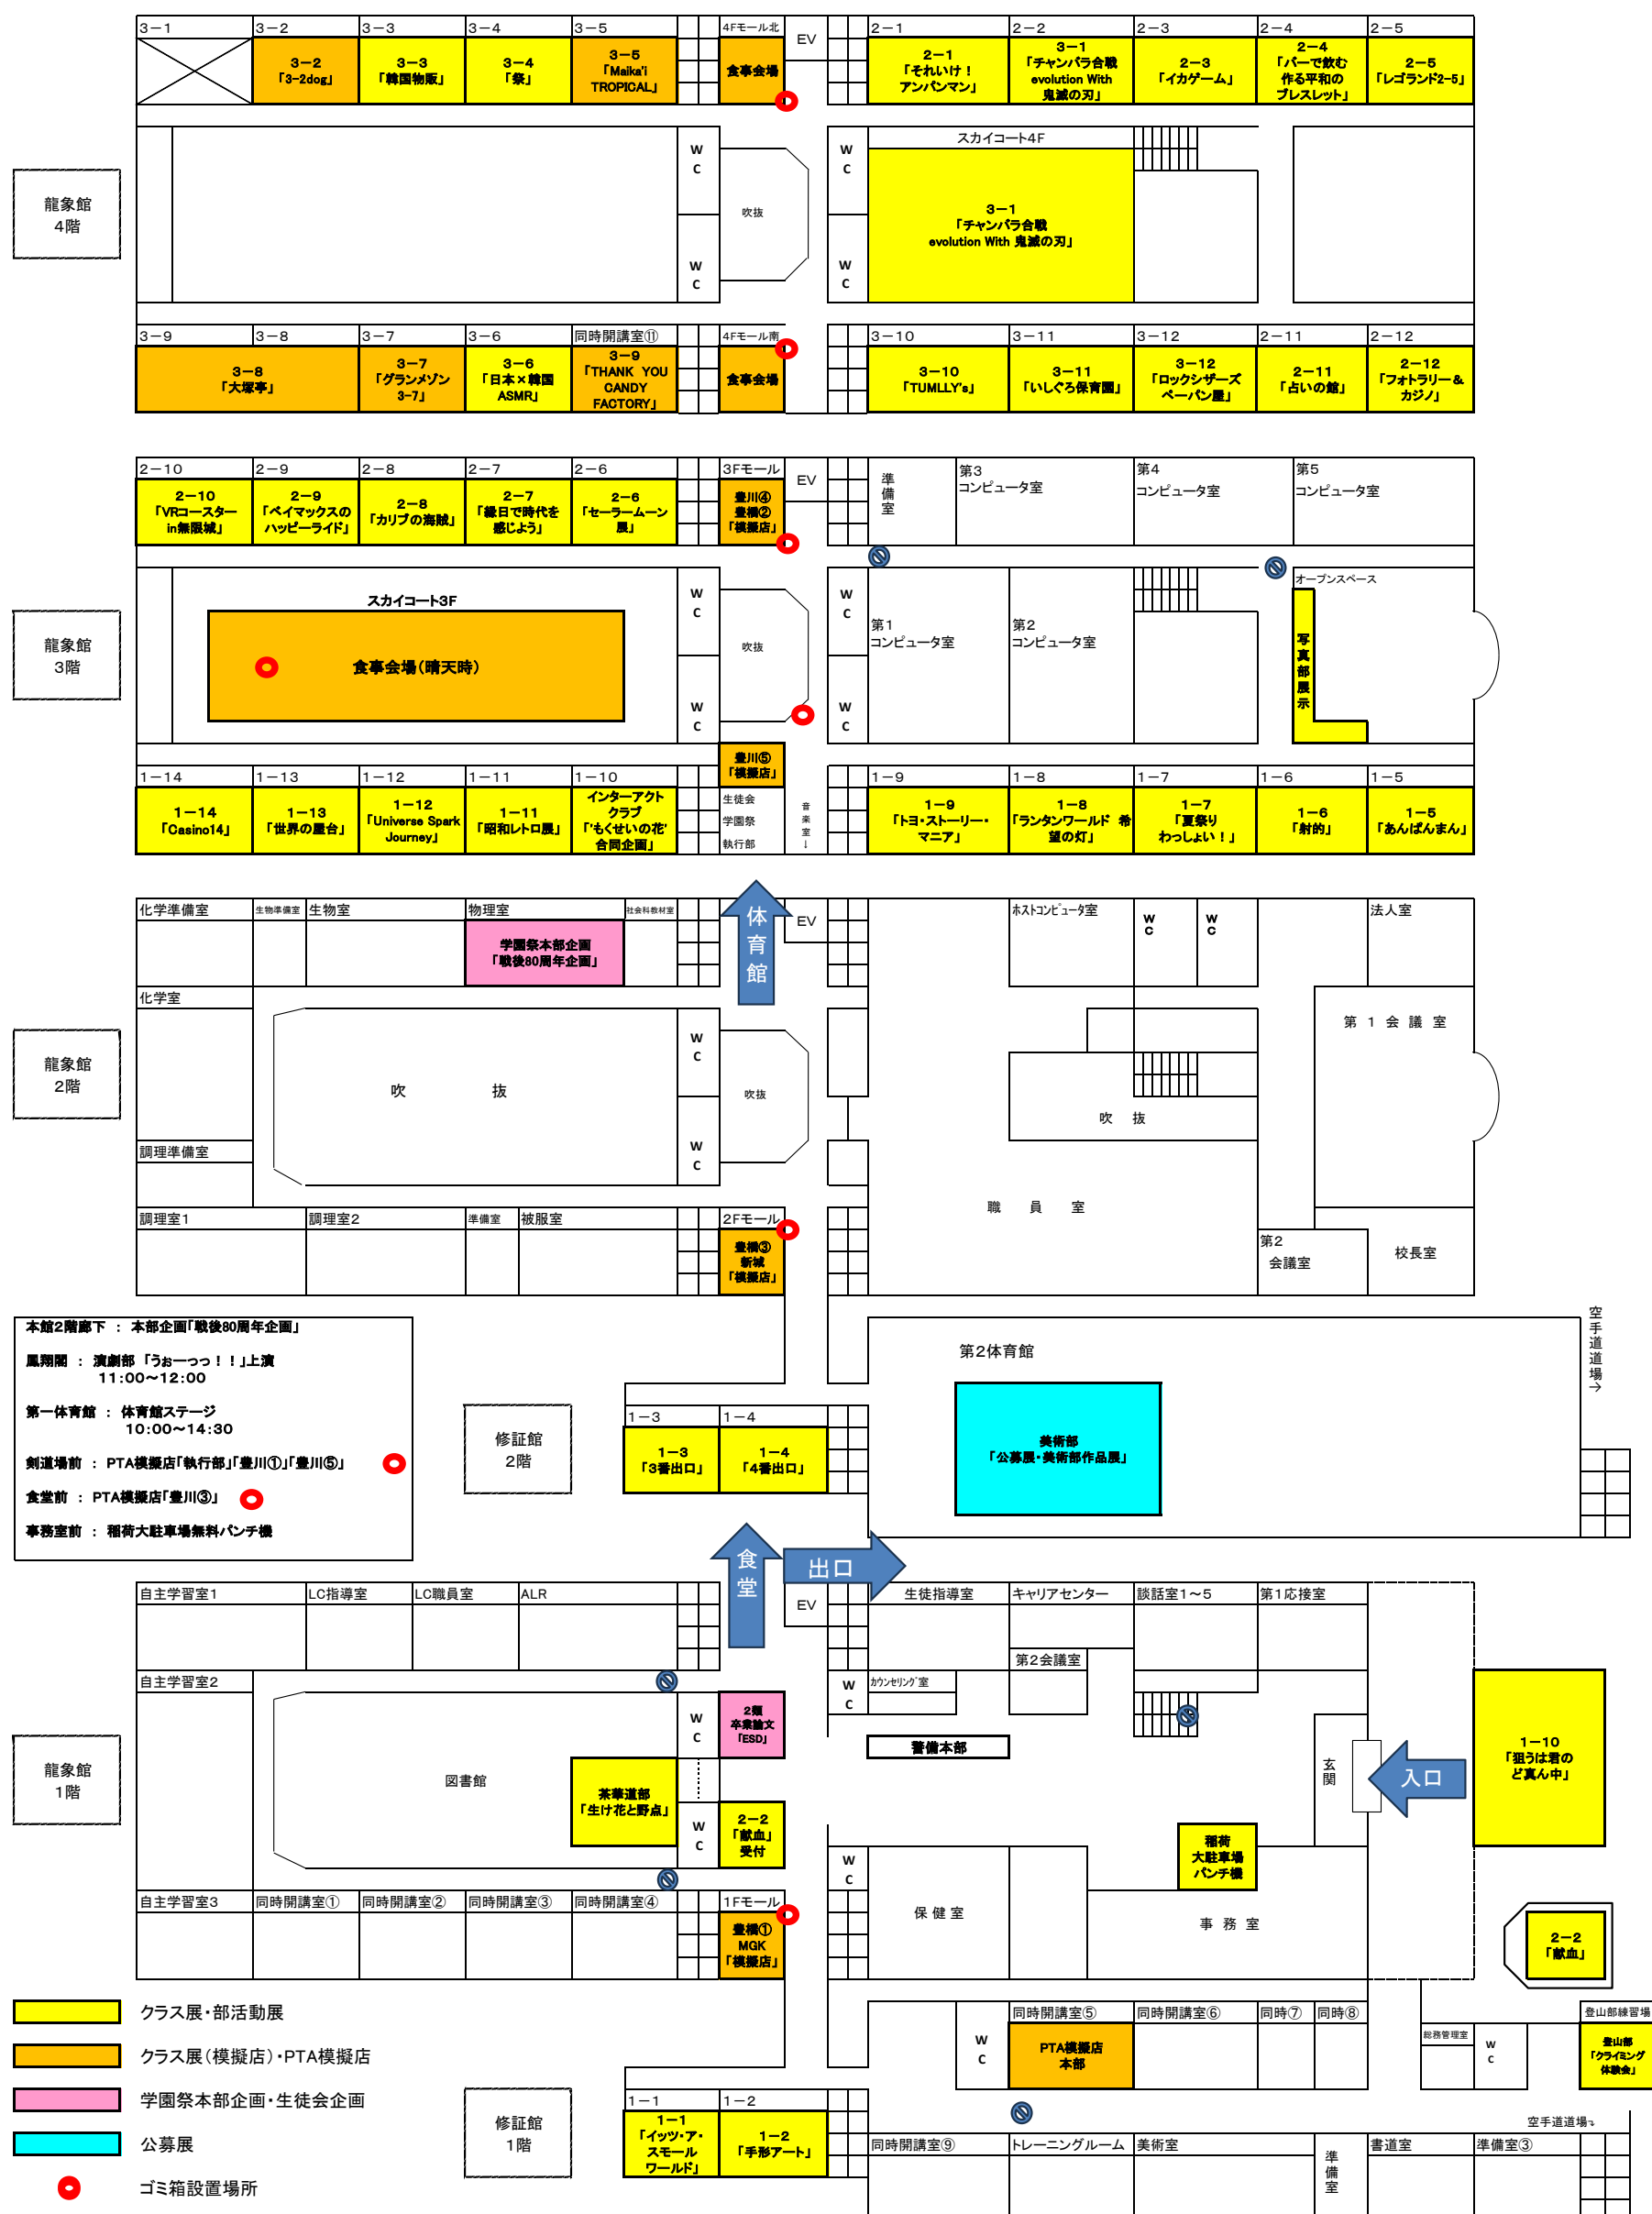 3－1
3－2
3－3
3－4
3－5
4Fモール北
EV
2－1
2－2
2－3
2－4
2－5
3－2
「3-2dog」
3－3
「韓国物販」
3－4
「祭」
3－5
「Maika'i
TROPICAL」
食事会場
2－1
「それいけ！
アンパンマン」
3－1
「チャンバラ合戦
evolution With
鬼滅の刃」
2－3
「イカゲーム」
2－4
「バーで飲む
作る平和の
ブレスレット」
2－5
「レゴランド2-5」
龍象館
4階
W
C
W
C
吹抜
W
C
W
C
スカイコート4F
3－1
「チャンバラ合戦
evolution With 鬼滅の刃」
3－9
3－8
3－7
3－6
同時開講室⑪
4Fモール南
3－10
3－11
3－12
2－11
2－12
3－8
「大塚亭」
3－7
「グランメゾン
3-7」
3－6
「日本×韓国
ASMR」
3－9
「THANK YOU
CANDY
FACTORY」
食事会場
3－10
「TUMLLY's」
3－11
「いしぐろ保育園」
3－12
「ロックシザーズ
ペーパン屋」
2－11
「占いの館」
2－12
「フォトラリー＆
カジノ」
2－10
2－9
2－8
2－7
2－6
3Fモール
EV
準備室
第3
コンピュータ室
第4
コンピュータ室
第5
コンピュータ室
2－10
「VRコースター
in無限城」
2－9
「ベイマックスの
ハッピーライド」
2－8
「カリブの海賊」
2－7
「縁日で時代を
感じよう」
2－6
「セーラームーン
展」
豊川④
豊橋②
「模擬店」
龍象館
3階
スカイコート3F
食事会場（晴天時）
W
C
W
C
吹抜
W
C
W
C
第1
コンピュータ室
第2
コンピュータ室
オープンスペース
写真部展示
豊川⑤
「模擬店」
1－14
1－13
1－12
1－11
1－10
1－9
1－8
1－7
1－6
1－5
1－14
「Casino14」
1－13
「世界の屋台」
1－12
「Universe Spark
Journey」
1－11
「昭和レトロ展」
インターアクト
クラブ
「'もくせいの花'
合同企画」
生徒会
学園祭
執行部
音楽室↓
1－9
「トヨ・ストーリー・
マニア」
1－8
「ランタンワールド 希
望の灯」
1－7
「夏祭り
わっしょい！」
1－6
「射的」
1－5
「あんぱんまん」
化学準備室
生物準備室
生物室
物理室
社会科教材室
体育館
EV
ホストコンピュータ室
W
C
W
C
法人室
学園祭本部企画
「戦後80周年企画」
化学室
龍象館
2階
吹 抜
W
C
W
C
吹抜
第 1 会 議 室
吹 抜
調理準備室
職 員 室
調理室1
調理室2
準備室
被服室
2Fモール
豊橋③
新城
「模擬店」
第2
会議室
校長室
本館2階廊下 ： 本部企画「戦後80周年企画」
鳳翔閣 ： 演劇部 「うぉーっっ！！」上演
11:00～12:00
第一体育館 ： 体育館ステージ
10:00～14:30
剣道場前 ： PTA模擬店「執行部」「豊川①」「豊川⑤」
食堂前 ： PTA模擬店「豊川③」
事務室前 ： 稲荷大駐車場無料パンチ機
修証館
2階
1－3
1－4
1－3
「3番出口」
1－4
「4番出口」
第2体育館
美術部
「公募展・美術部作品展」
空手道道場→
食堂
出口
自主学習室1
LC指導室
LC職員室
ALR
EV
生徒指導室
キャリアセンター
談話室1～5
第1応接室
自主学習室2
W
C
カウンセリング室
第2会議室
W
C
2類
卒業論文
「ESD」
警備本部
龍象館
1階
図書館
茶華道部
「生け花と野点」
W
C
2－2
「献血」
受付
玄関
入口
1－10
「狙うは君の
ど真ん中」
稲荷
大駐車場
パンチ機
W
C
自主学習室3
同時開講室①
同時開講室②
同時開講室③
同時開講室④
1Fモール
豊橋①
MGK
「模擬店」
保 健 室
事 務 室
2－2
「献血」
クラス展・部活動展
クラス展（模擬店）・PTA模擬店
学園祭本部企画・生徒会企画
公募展
ゴミ箱設置場所
W
C
同時開講室⑤
同時開講室⑥
同時⑦
同時⑧
PTA模擬店
本部
総務管理室
W
C
登山部練習場
登山部
「クライミング
体験会」
修証館
1階
1－1
1－2
1－1
「イッツ・ア・
スモール
ワールド」
1－2
「手形アート」
空手道道場↴
同時開講室⑨
トレーニングルーム
美術室
準備室
書道室
準備室③